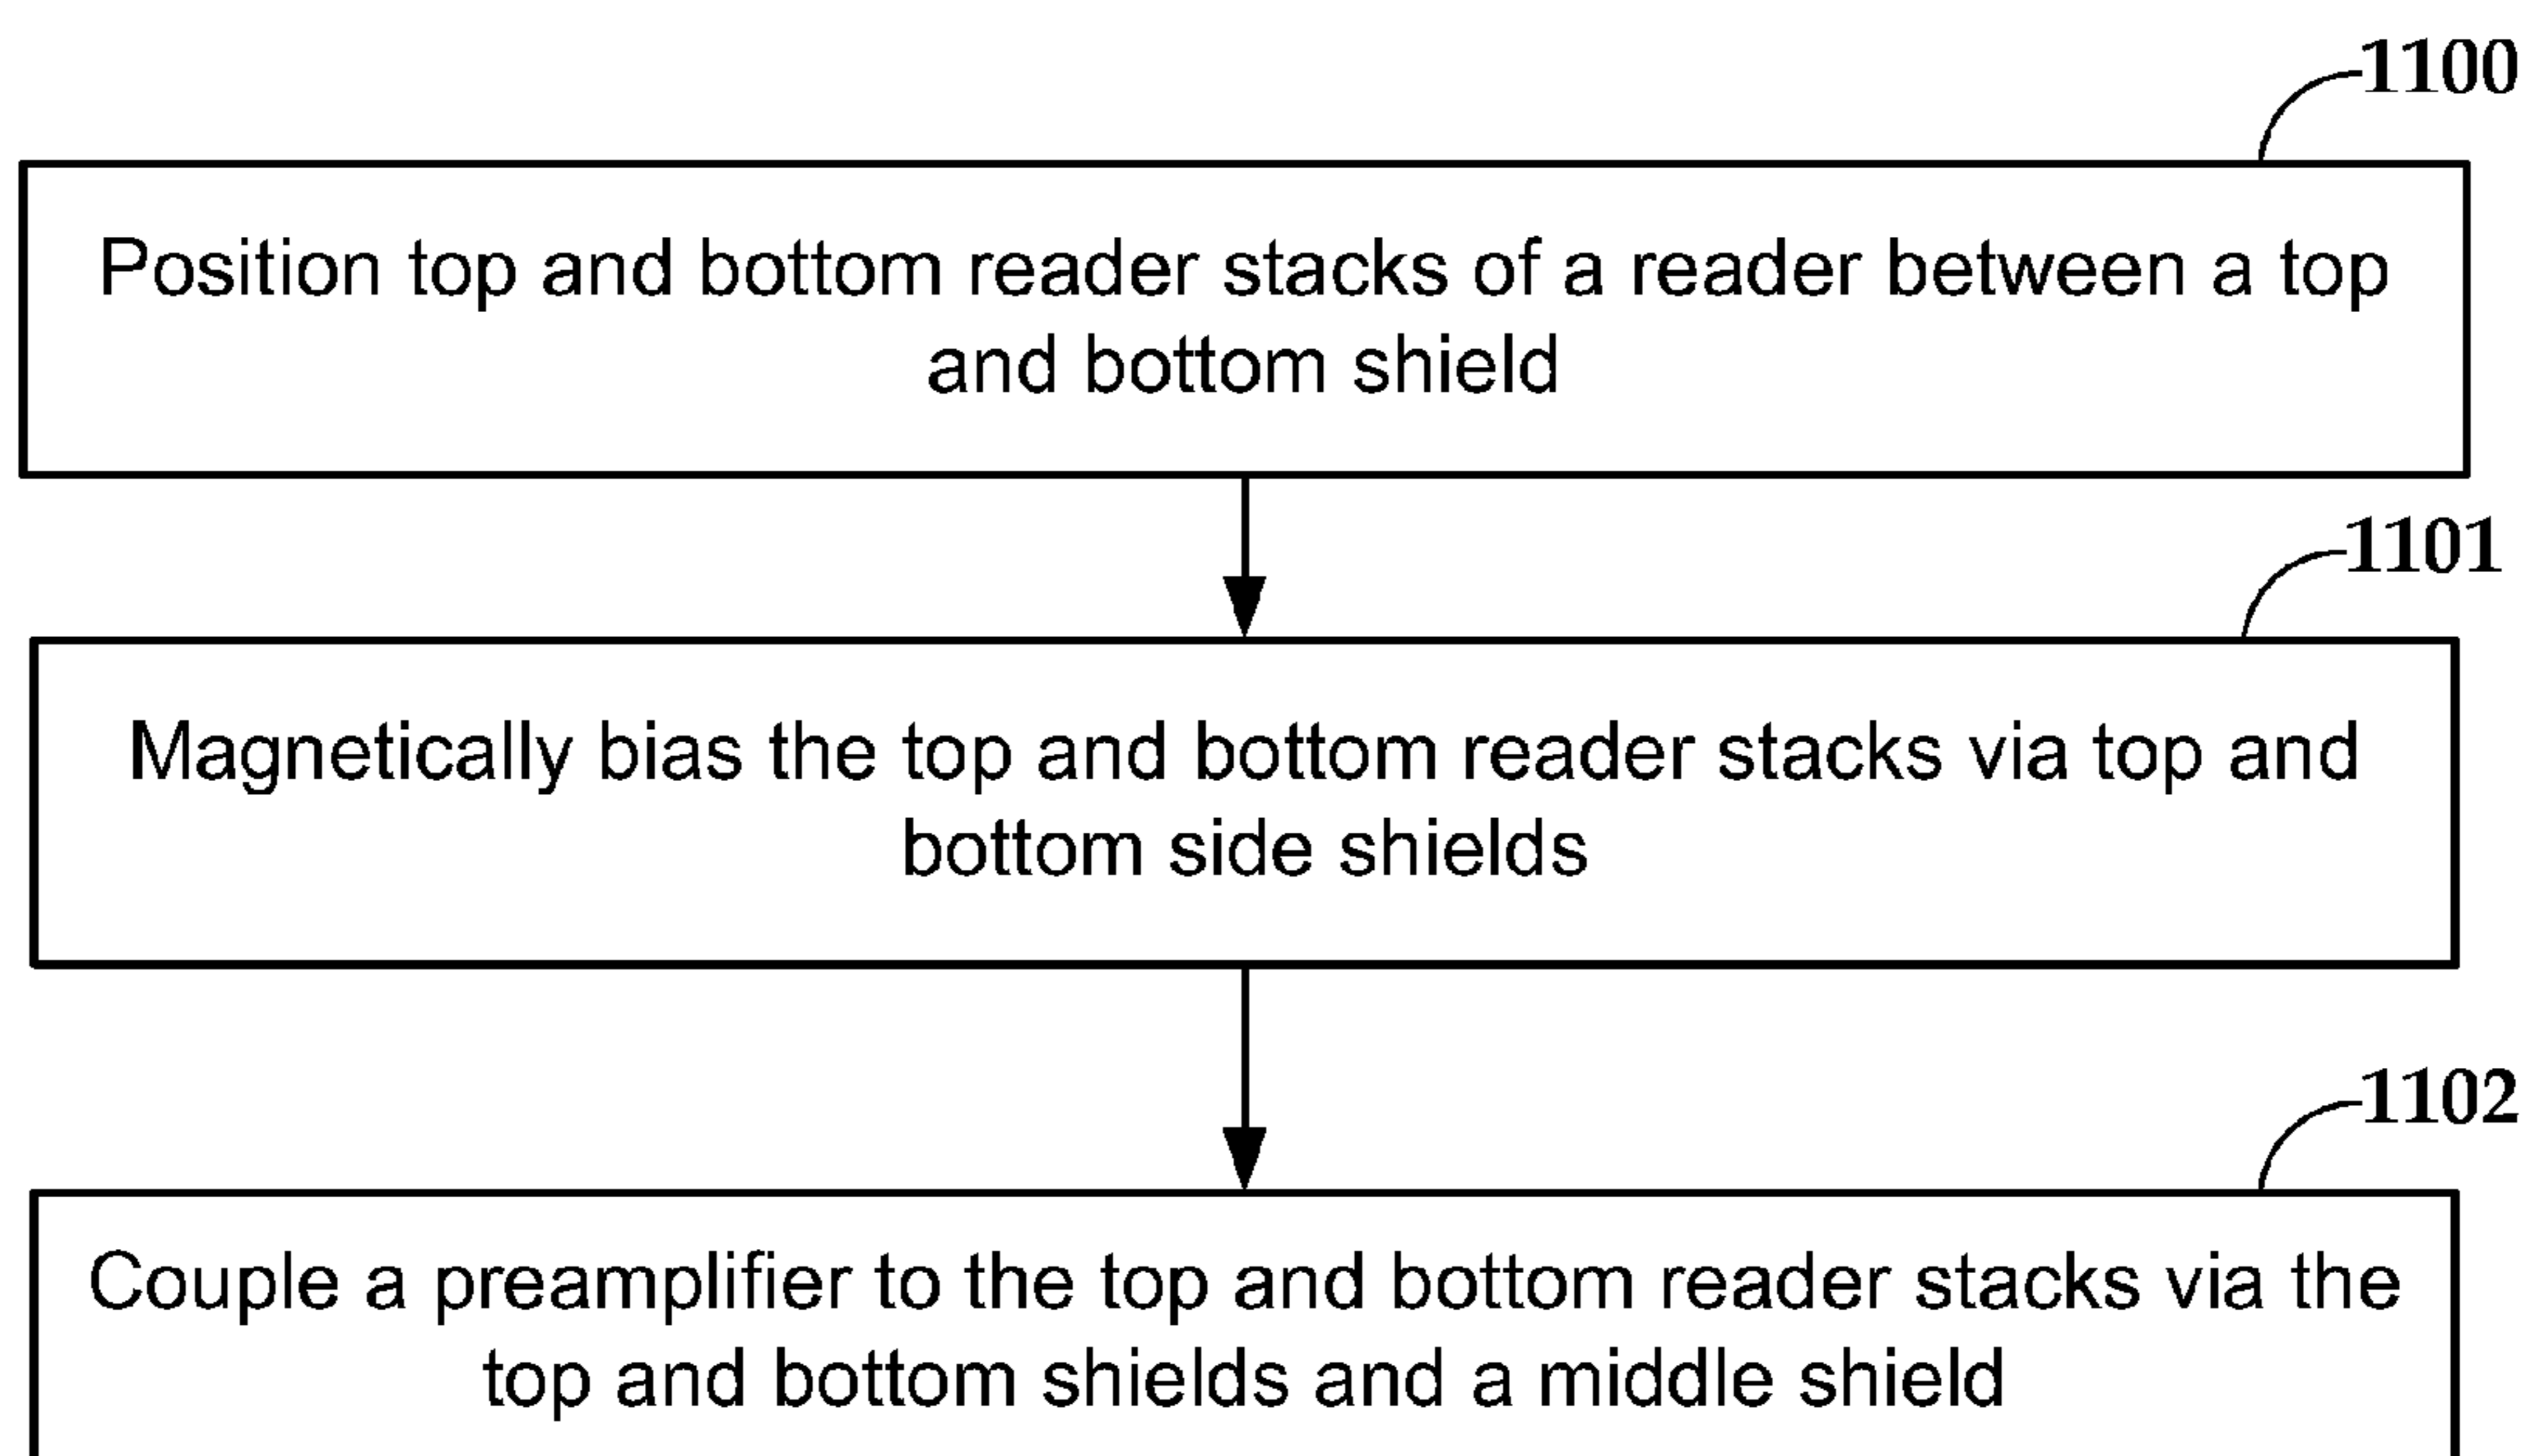 1100
Position top and bottom reader stacks of a reader between a top
and bottom shield
1101
Magnetically bias the top and bottom reader stacks via top and
bottom side shields
1102
Couple a preamplifier to the top and bottom reader stacks via the
top and bottom shields and a middle shield